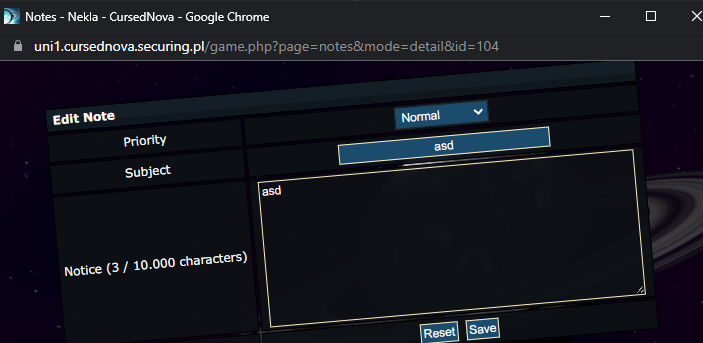 Notes - Nekla - CursedNova - Google Chrome
uni1.cursednova.securing.pl/game.php?page=notes&mode=detail&id=104
Edit Note
Priority
Normal
Subject
asd
Notice (3 / 10.000 characters)
asd
Reset Save